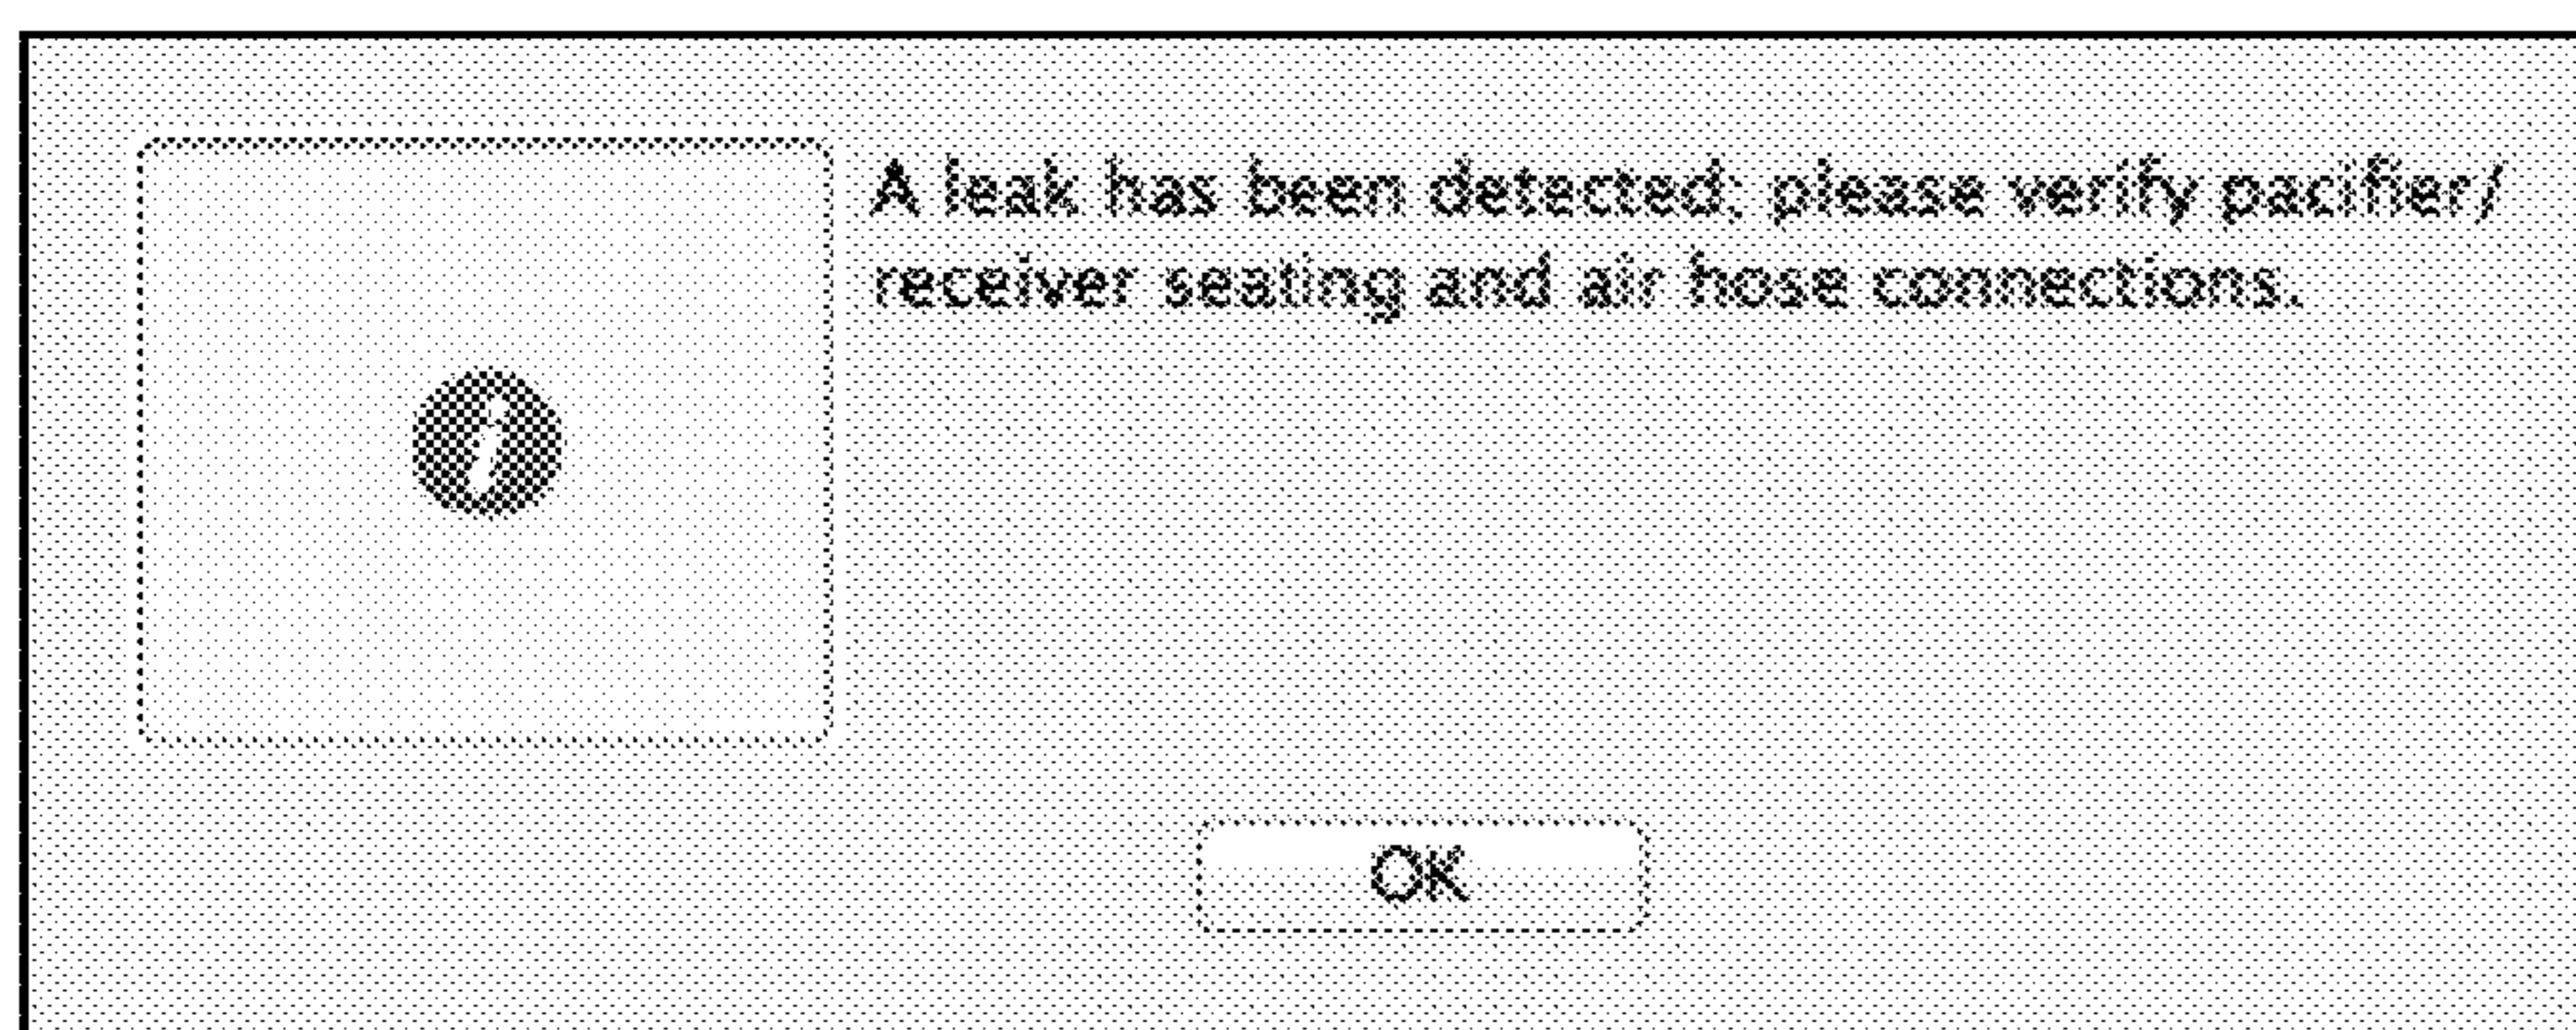 A leak has been detected; please verify pacifier/
receiver seating and air hose connections.
i
OK